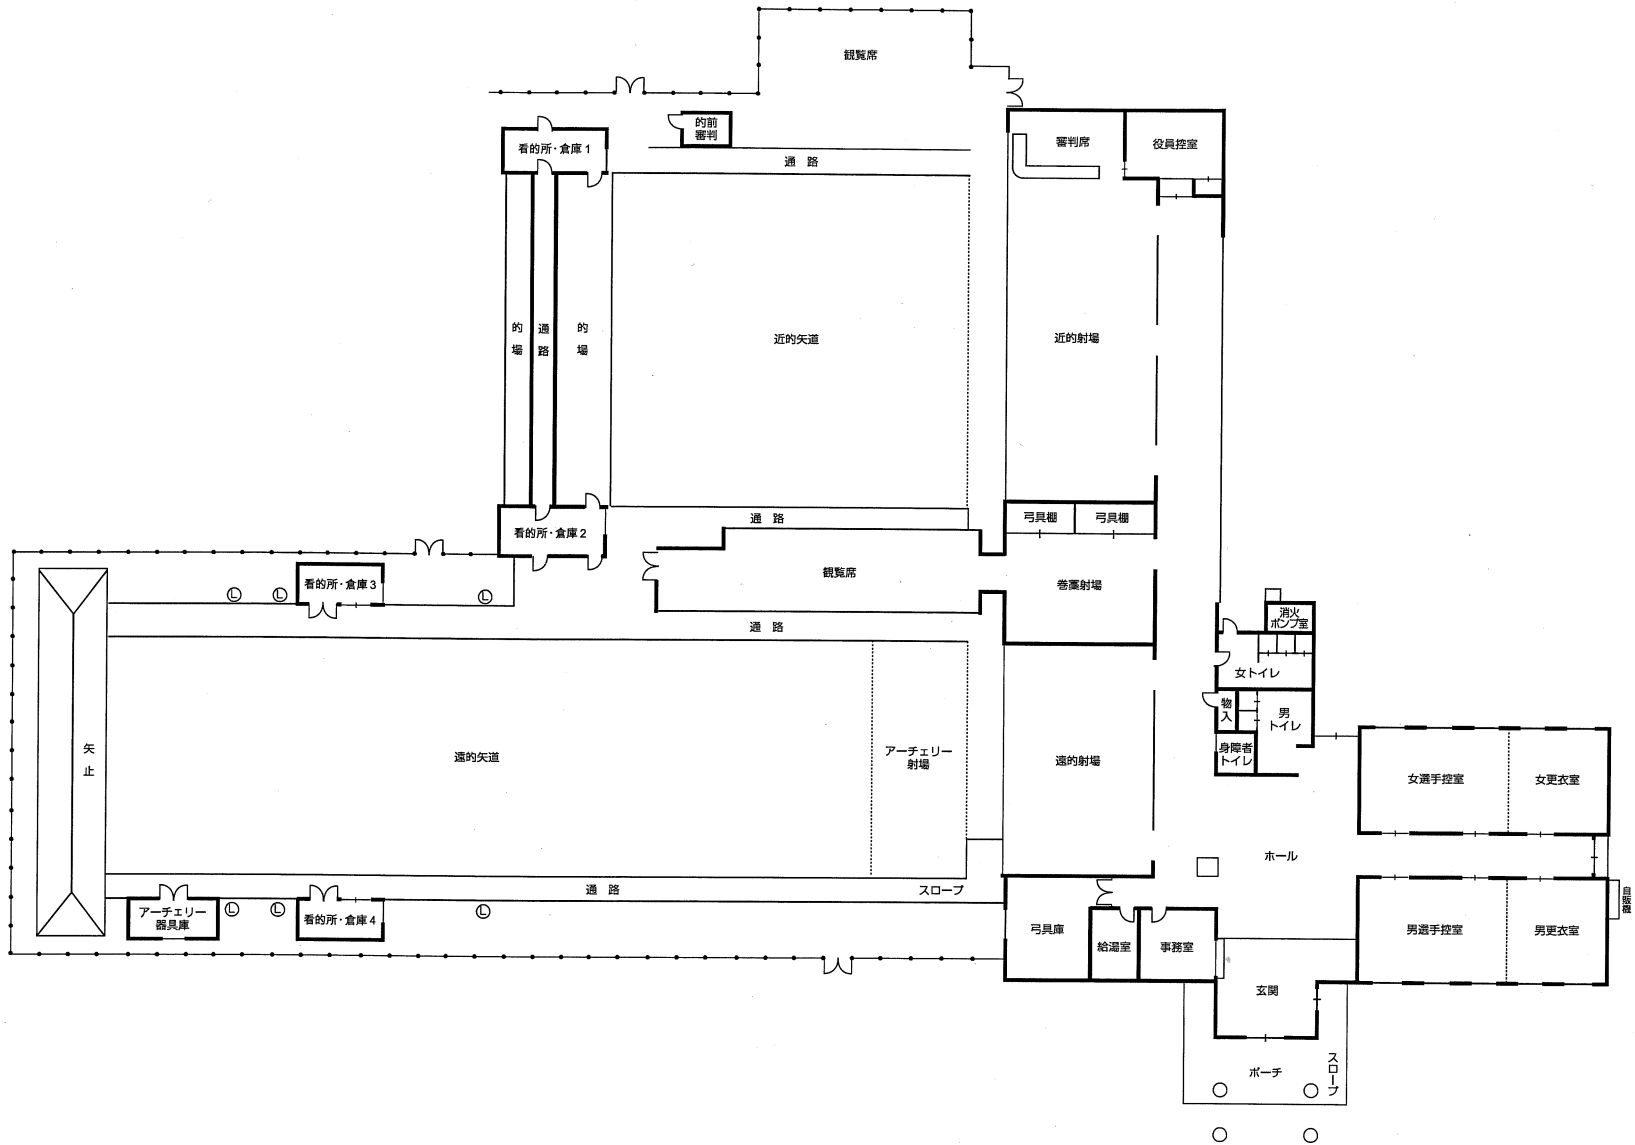 観覧席
的前
審判
看的所・倉庫1
通 路
審判席
役員控室
的場
通路
的場
近的矢道
近的射場
通 路
弓具棚
弓具棚
看的所・倉庫2
観覧席
巻藁射場
看的所・倉庫3
Ⓛ
Ⓛ
Ⓛ
通 路
消火
ポンプ室
女トイレ
物入
男
トイレ
身障者
トイレ
矢止
遠的矢道
アーチェリー
射場
遠的射場
女選手控室
女更衣室
ホール
通 路
スロープ
自販機
アーチェリー
器具庫
Ⓛ
Ⓛ
看的所・倉庫4
Ⓛ
弓具庫
給湯室
事務室
男選手控室
男更衣室
玄関
ポーチ
スロープ